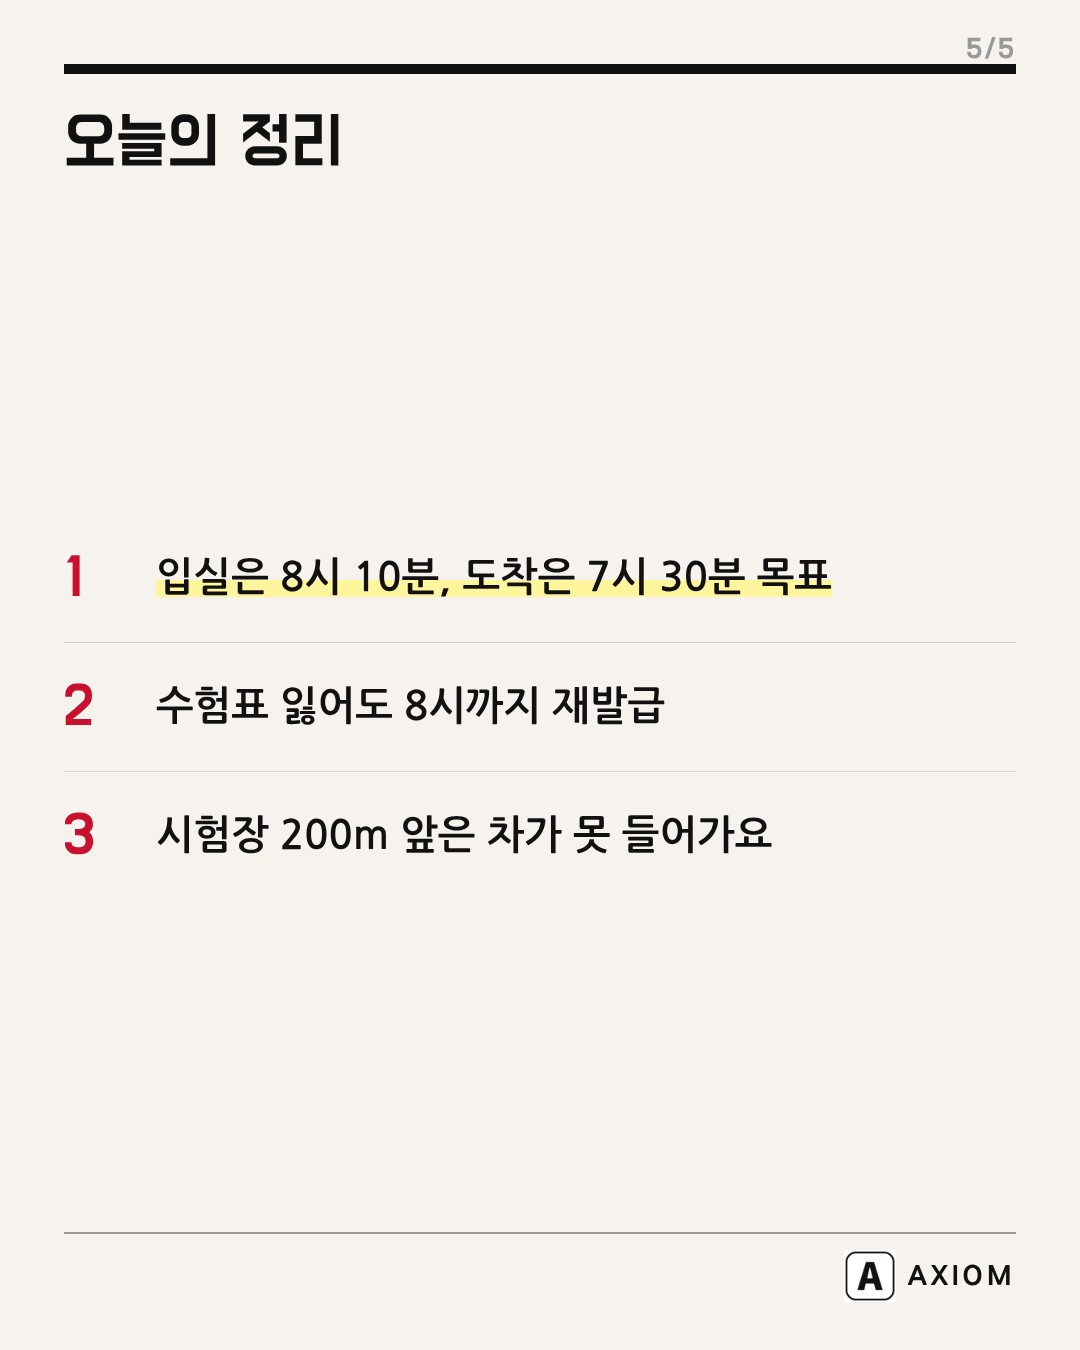 5/5
오늘의 정리
1 입실은 8시 10분, 도착은 7시 30분 목표
2 수험표 잃어도 8시까지 재발급
3 시험장 200m 앞은 차가 못 들어가요
A AXIOM